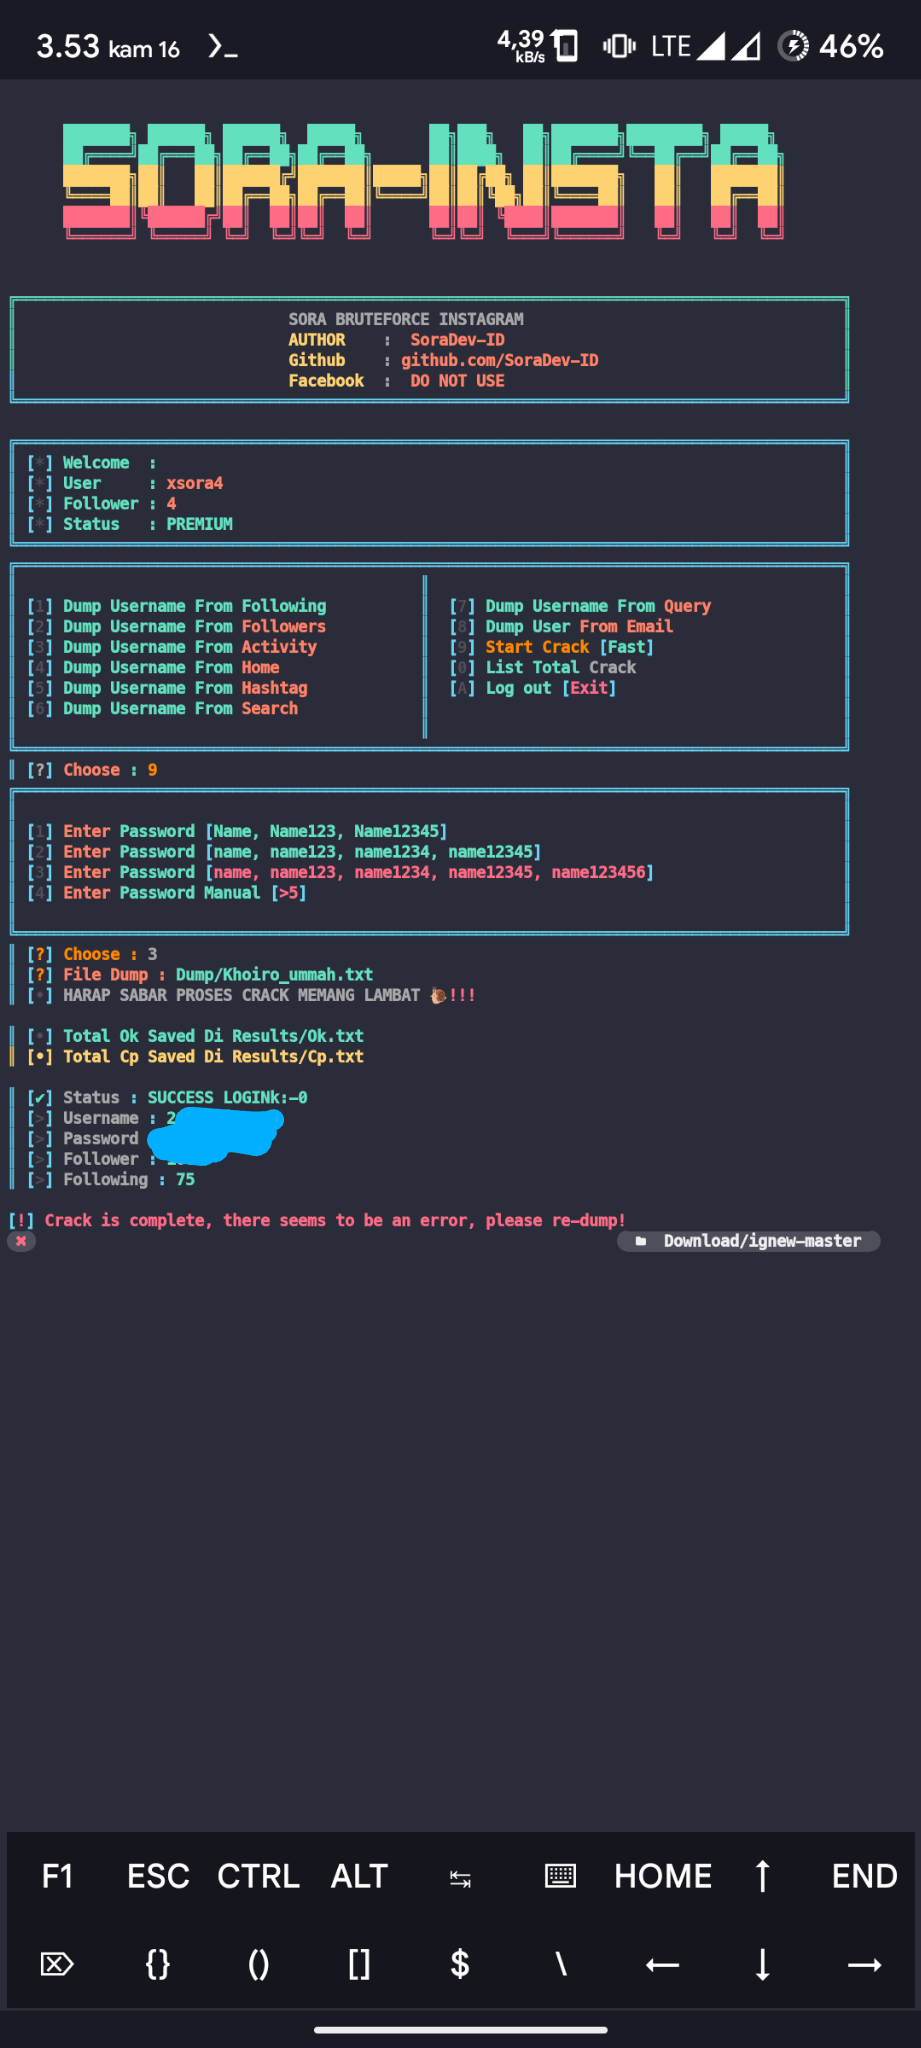 3.53 kam 16 4,39 kB/s LTE 46%
SORA-INSTA
SORA BRUTEFORCE INSTAGRAM
AUTHOR : SoraDev-ID
Github : github.com/SoraDev-ID
Facebook : DO NOT USE
[*] Welcome :
[*] User : xsora4
[*] Follower : 4
[*] Status : PREMIUM
[1] Dump Username From Following
[2] Dump Username From Followers
[3] Dump Username From Activity
[4] Dump Username From Home
[5] Dump Username From Hashtag
[6] Dump Username From Search
[7] Dump Username From Query
[8] Dump User From Email
[9] Start Crack [Fast]
[0] List Total Crack
[A] Log out [Exit]
[?] Choose : 9
[1] Enter Password [Name, Name123, Name12345]
[2] Enter Password [name, name123, name1234, name12345]
[3] Enter Password [name, name123, name1234, name12345, name123456]
[4] Enter Password Manual [>5]
[?] Choose : 3
[?] File Dump : Dump/Khoiro_ummah.txt
[•] HARAP SABAR PROSES CRACK MEMANG LAMBAT 🐌!!!
[•] Total Ok Saved Di Results/Ok.txt
[•] Total Cp Saved Di Results/Cp.txt
[✔] Status : SUCCESS LOGINk:-0
[>] Username : 2
[>] Password
[>] Follower :
[>] Following : 75
[!] Crack is complete, there seems to be an error, please re-dump!
✖ Download/ignew-master
F1 ESC CTRL ALT HOME ↑ END
{} () [] $ \ ← ↓ →